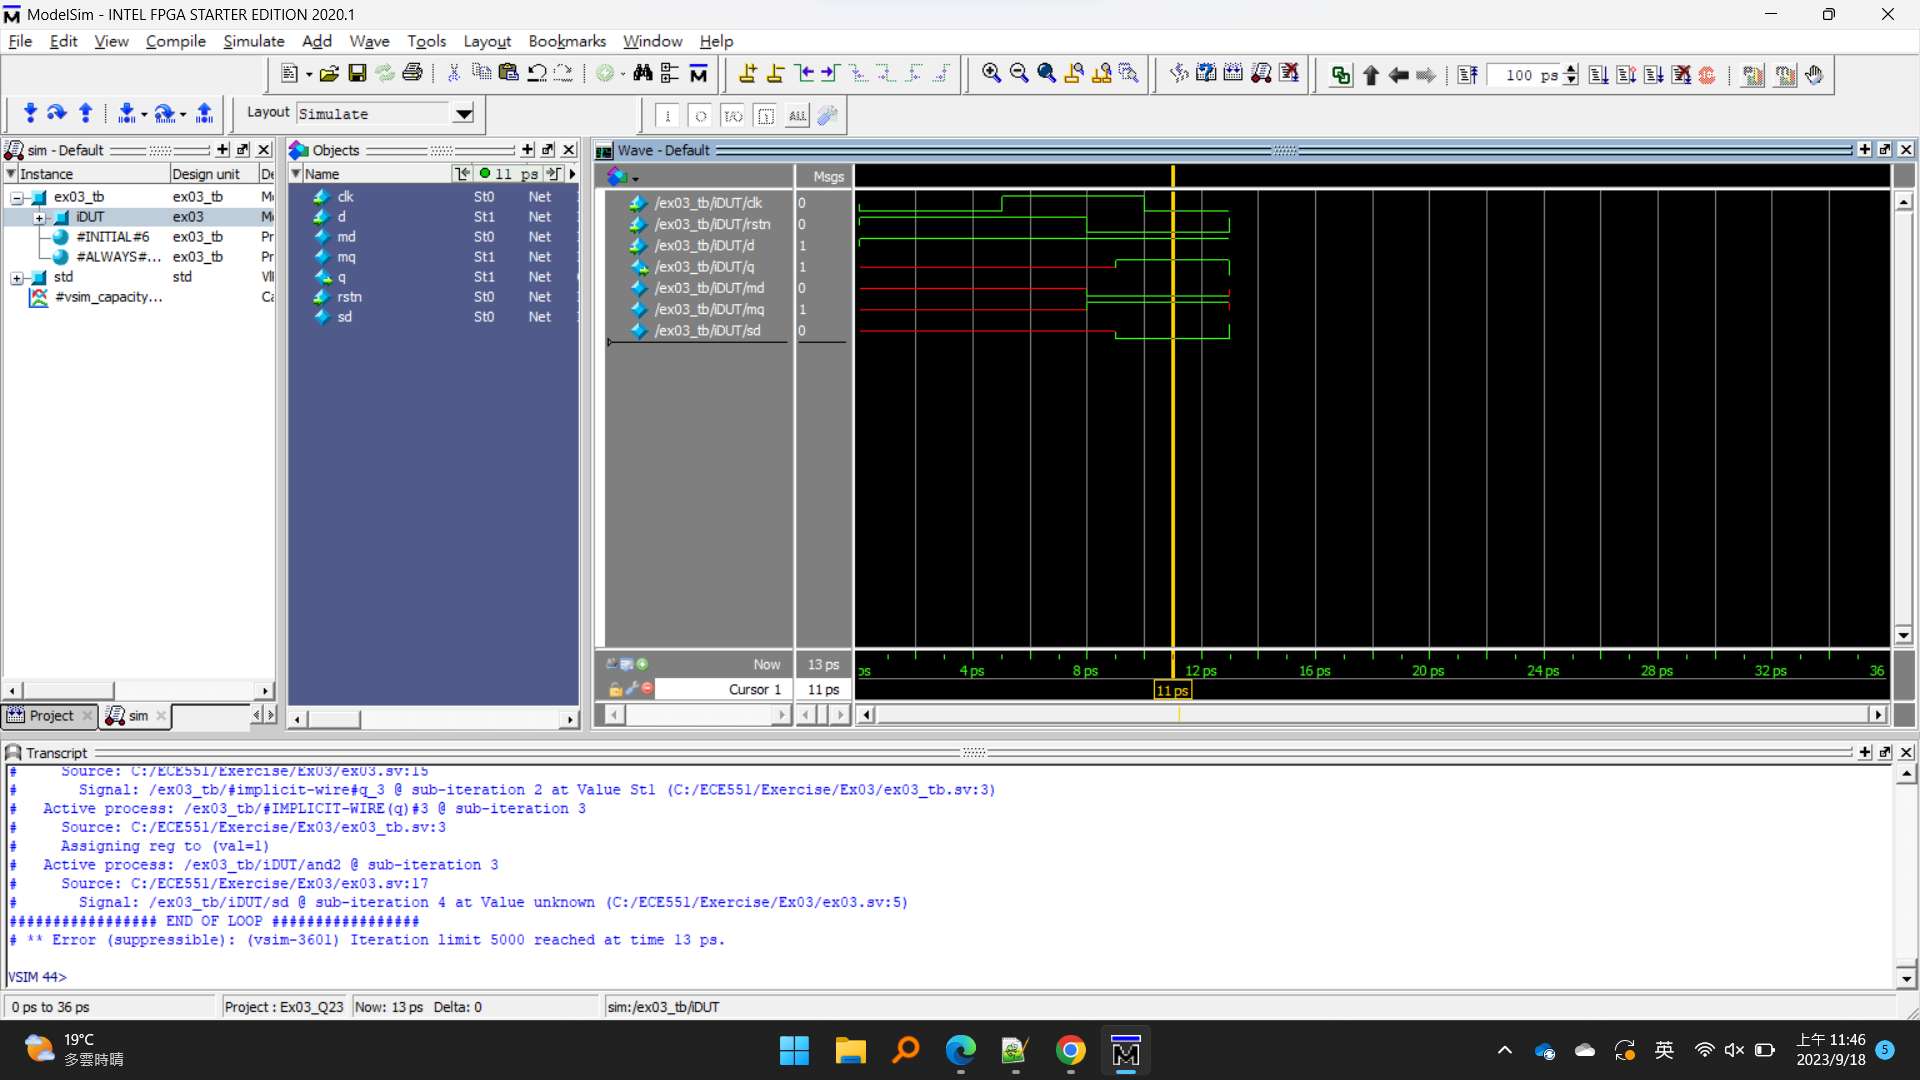 ModelSim - INTEL FPGA STARTER EDITION 2020.1
File Edit View Compile Simulate Add Wave Tools Layout Bookmarks Window Help
100 ps
Layout Simulate
ALL
sim - Default
Instance Design unit
ex03_tb ex03_tb
iDUT ex03
#INITIAL#6 ex03_tb
#ALWAYS#... ex03_tb
std std
#vsim_capacity...
Project sim
Objects
Name 11 ps
clk St0 Net
d St1 Net
md St0 Net
mq St1 Net
q St1 Net
rstn St0 Net
sd St0 Net
Wave - Default
Msgs
/ex03_tb/iDUT/clk 0
/ex03_tb/iDUT/rstn 0
/ex03_tb/iDUT/d 1
/ex03_tb/iDUT/q 1
/ex03_tb/iDUT/md 0
/ex03_tb/iDUT/mq 1
/ex03_tb/iDUT/sd 0
Now 13 ps
Cursor 1 11 ps
ps 4 ps 8 ps 12 ps 16 ps 20 ps 24 ps 28 ps 32 ps 36
11 ps
Transcript
#     Source: C:/ECE551/Exercise/Ex03/ex03.sv:15
#       Signal: /ex03_tb/#implicit-wire#q_3 @ sub-iteration 2 at Value St1 (C:/ECE551/Exercise/Ex03/ex03_tb.sv:3)
#   Active process: /ex03_tb/#IMPLICIT-WIRE(q)#3 @ sub-iteration 3
#     Source: C:/ECE551/Exercise/Ex03/ex03_tb.sv:3
#     Assigning reg to (val=1)
#   Active process: /ex03_tb/iDUT/and2 @ sub-iteration 3
#     Source: C:/ECE551/Exercise/Ex03/ex03.sv:17
#       Signal: /ex03_tb/iDUT/sd @ sub-iteration 4 at Value unknown (C:/ECE551/Exercise/Ex03/ex03.sv:5)
################# END OF LOOP #################
# ** Error (suppressible): (vsim-3601) Iteration limit 5000 reached at time 13 ps.
VSIM 44>
0 ps to 36 ps Project : Ex03_Q23 Now: 13 ps Delta: 0 sim:/ex03_tb/iDUT
19°C
多雲時晴
英
上午 11:46
2023/9/18
5